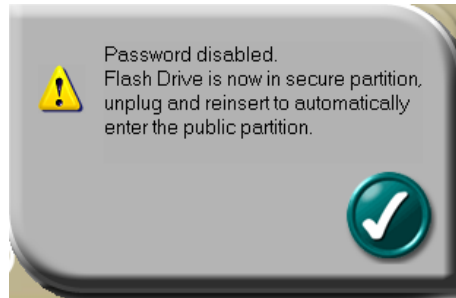 Password disabled.
Flash Drive is now in secure partition,
unplug and reinsert to automatically
enter the public partition.